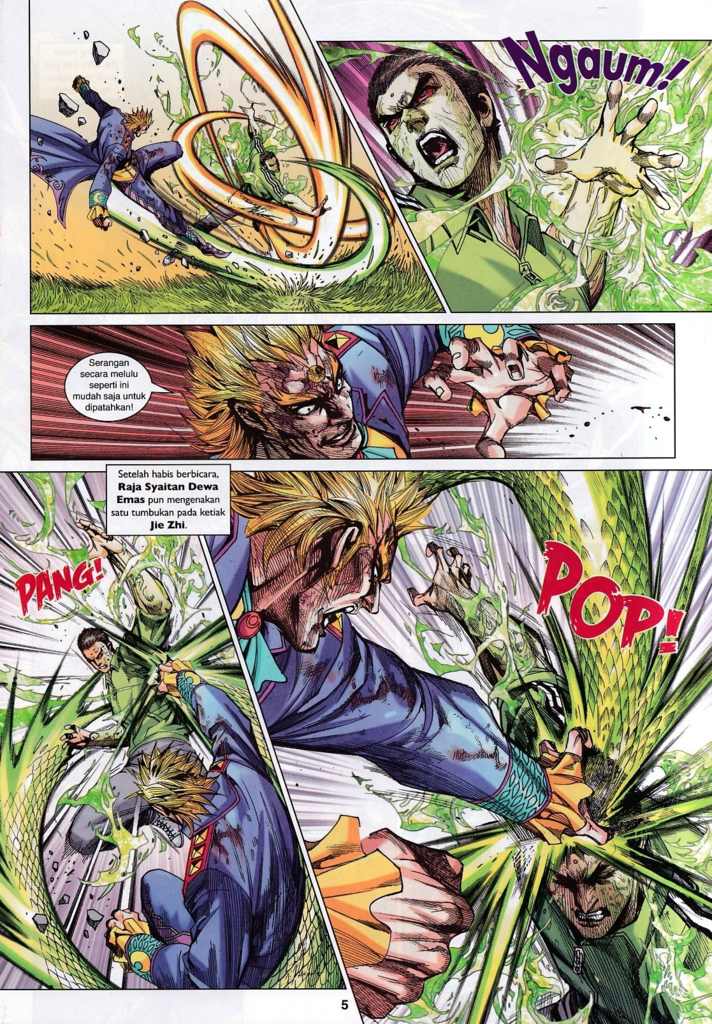 Ngaum!
Serangan
secara melulu
seperti ini
mudah saja untuk
dipatahkan!
Setelah habis berbicara,
Raja Syaitan Dewa
Emas pun mengenakan
satu tumbukan pada ketiak
Jie Zhi.
PANG!
POP!
5